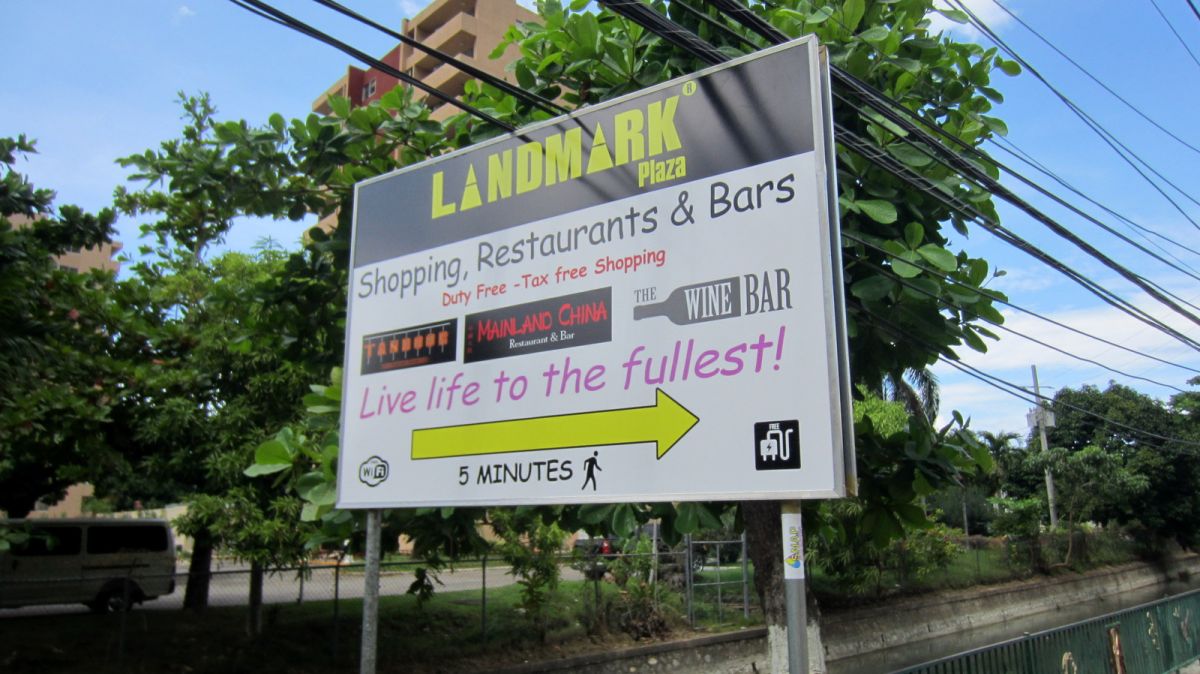 LANDMARK®
Plaza
Shopping, Restaurants & Bars
Duty Free -Tax free Shopping
TANDOOR
MAINLAND CHINA
Restaurant & Bar
THE WINE BAR
Live life to the fullest!
5 MINUTES
WiFi
FREE